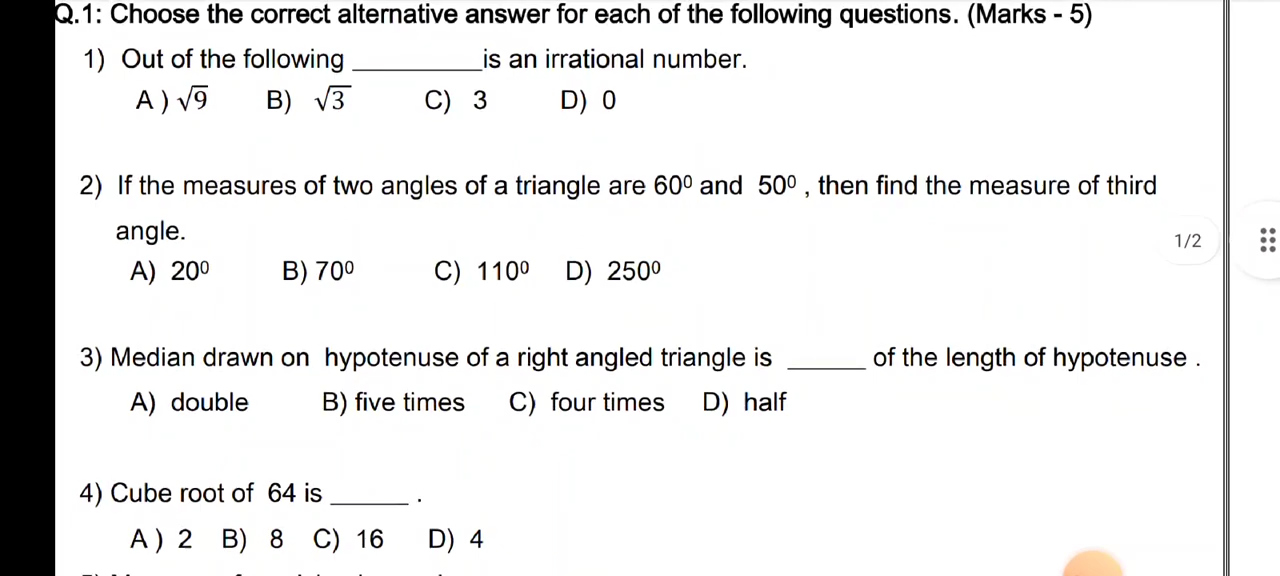 Q.1: Choose the correct alternative answer for each of the following questions. (Marks - 5)
1) Out of the following _________is an irrational number.
A ) √9 B) √3 C) 3 D) 0
2) If the measures of two angles of a triangle are 60⁰ and 50⁰ , then find the measure of third
angle.
1/2
A) 20⁰ B) 70⁰ C) 110⁰ D) 250⁰
3) Median drawn on hypotenuse of a right angled triangle is _____ of the length of hypotenuse .
A) double B) five times C) four times D) half
4) Cube root of 64 is _____ .
A ) 2 B) 8 C) 16 D) 4